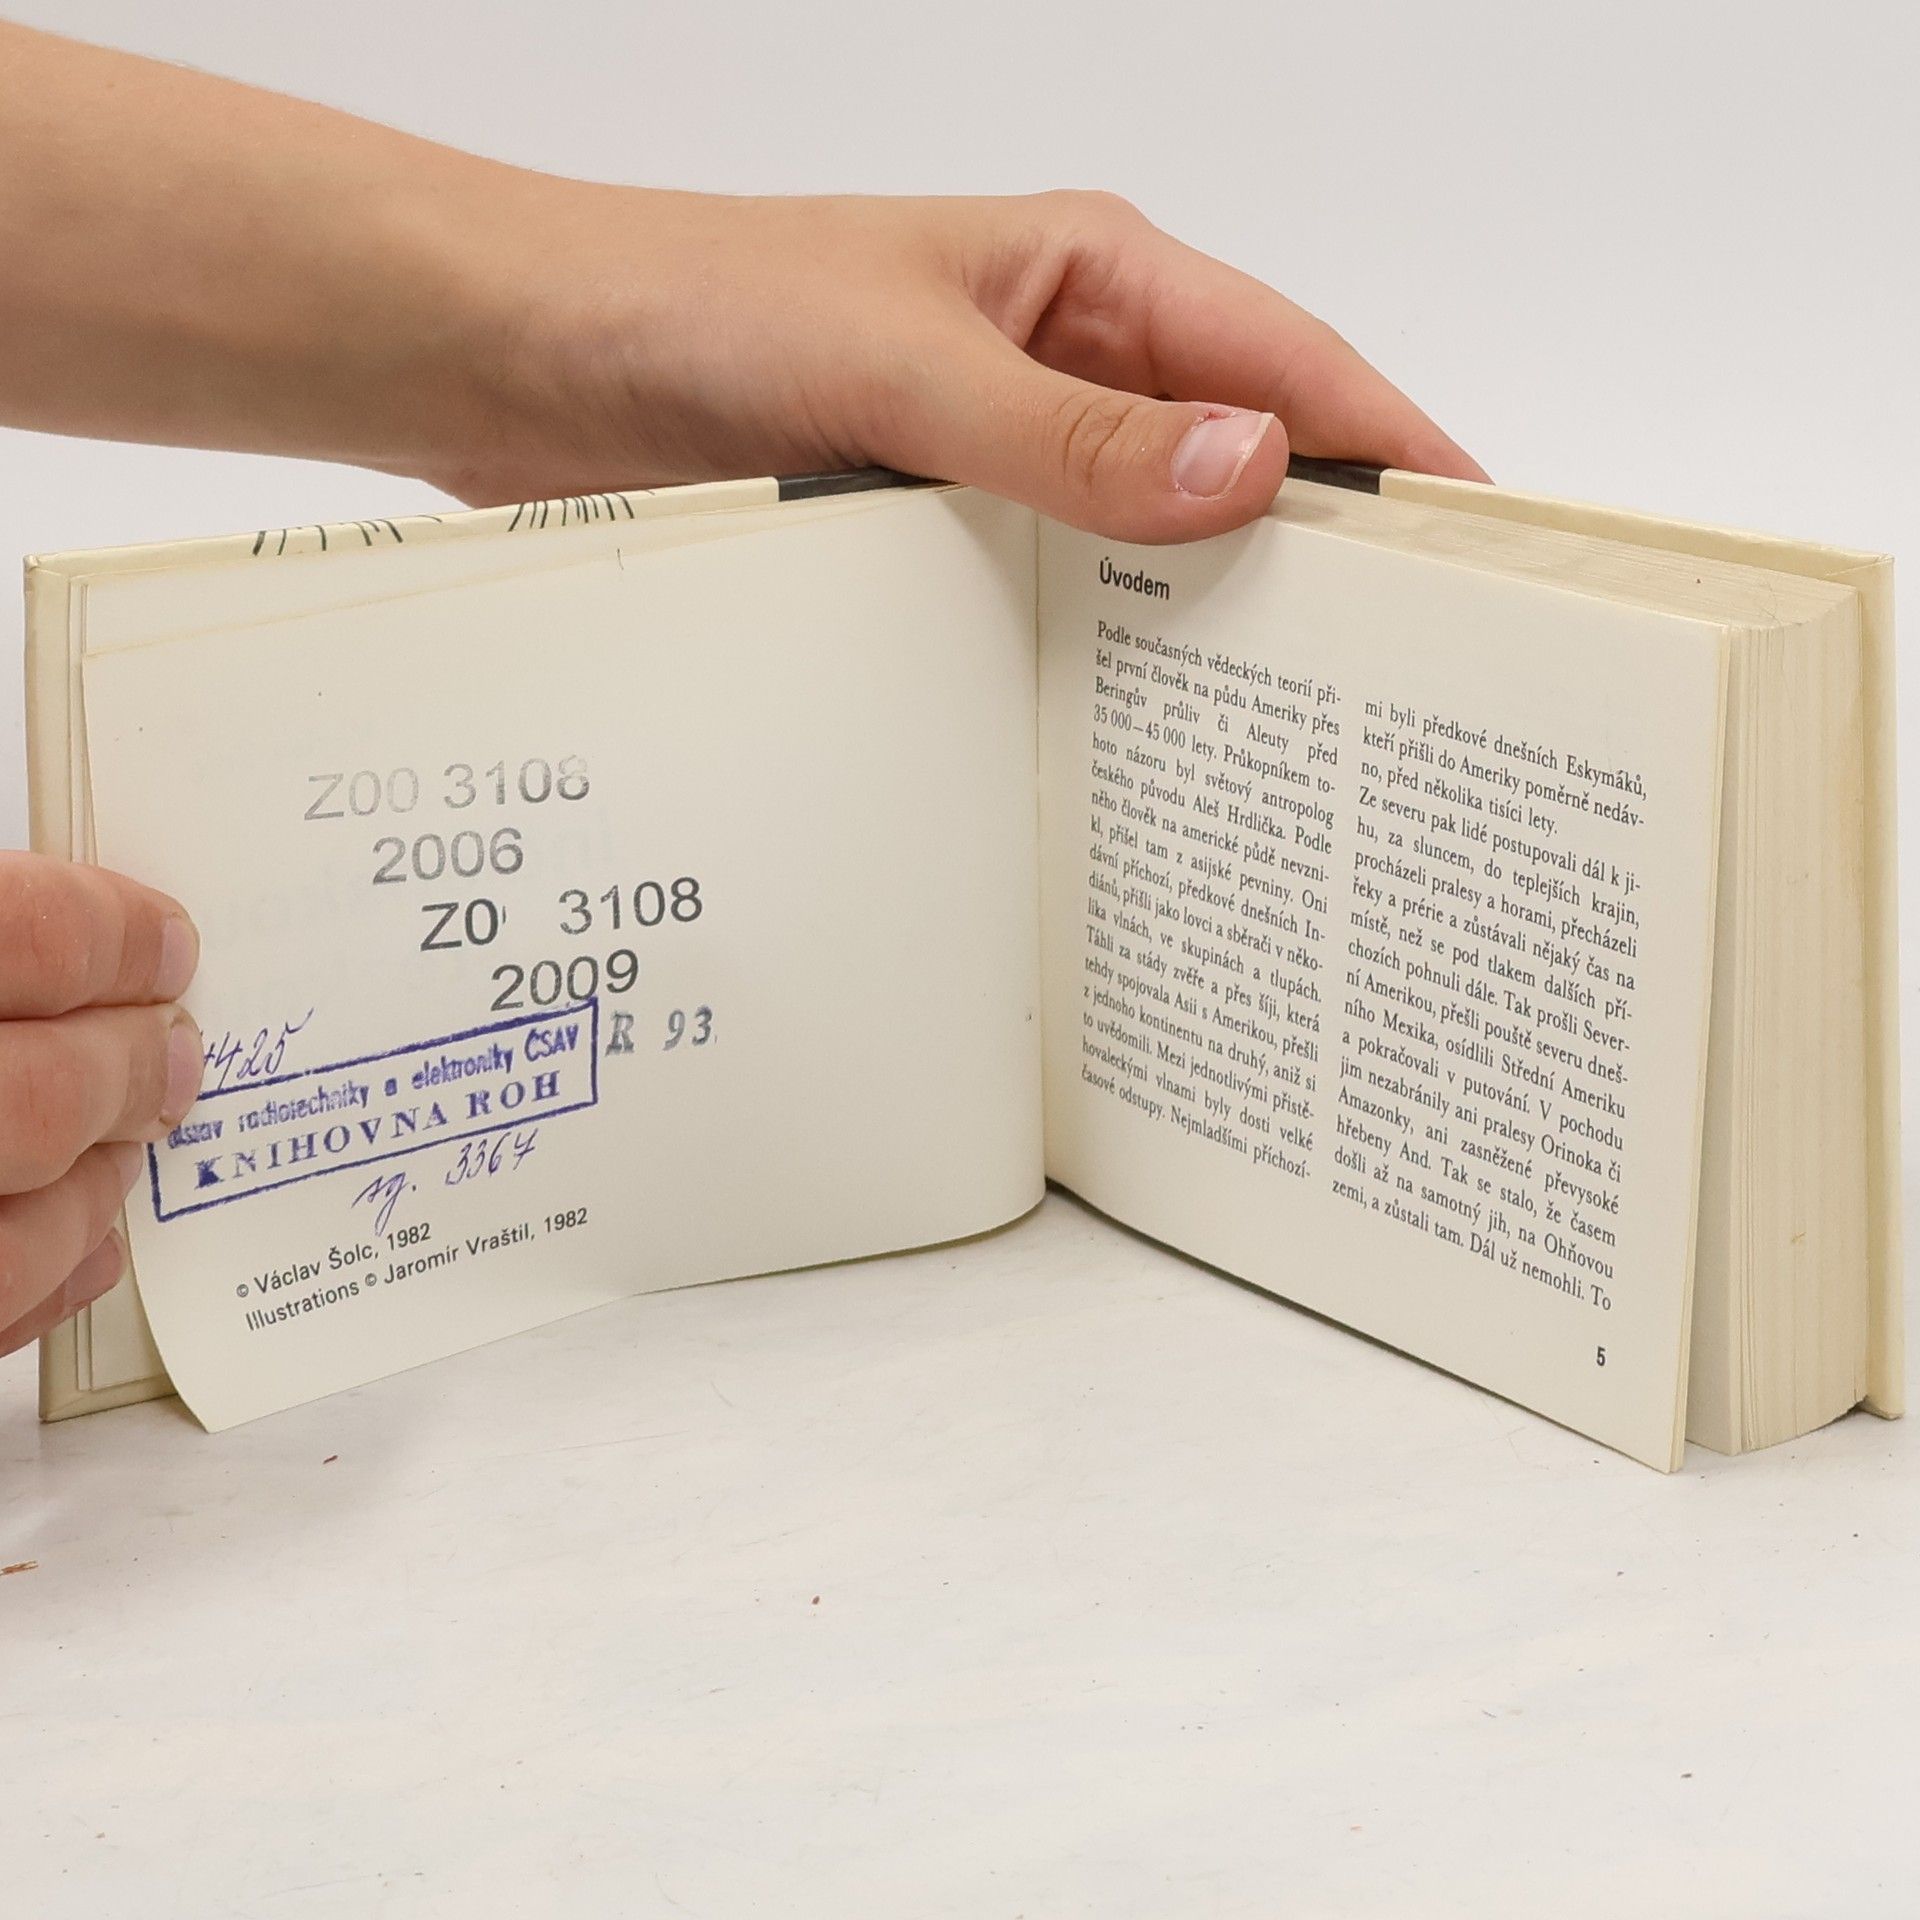 Z00 3108
2006
Z0 3108
2009
R 93
4425
Ústav radiotechniky a elektroniky ČSAV
KNIHOVNA ROH
sg. 3367
© Václav Šolc, 1982
Illustrations © Jaromír Vraštil, 1982
Úvodem
Podle současných vědeckých teorií při-
šel první člověk na půdu Ameriky přes
Beringův průliv či Aleuty před
35 000–45 000 lety. Průkopníkem to-
hoto názoru byl světový antropolog
českého původu Aleš Hrdlička. Podle
něho člověk na americké půdě nevzni-
kl, přišel tam z asijské pevniny. Oni
dávní příchozí, předkové dnešních In-
diánů, přišli jako lovci a sběrači v něko-
lika vlnách, ve skupinách a tlupách.
Táhli za stády zvěře a přes šíji, která
tehdy spojovala Asii s Amerikou, přešli
z jednoho kontinentu na druhý, aniž si
to uvědomili. Mezi jednotlivými přistě-
hovaleckými vlnami byly dosti velké
časové odstupy. Nejmladšími příchozí-
mi byli předkové dnešních Eskymáků,
kteří přišli do Ameriky poměrně nedáv-
no, před několika tisíci lety.
Ze severu pak lidé postupovali dál k ji-
hu, za sluncem, do teplejších krajin,
procházeli pralesy a horami, přecházeli
řeky a prérie a zůstávali nějaký čas na
místě, než se pod tlakem dalších pří-
chozích pohnuli dále. Tak prošli Sever-
ní Amerikou, přešli pouště severu dneš-
ního Mexika, osídlili Střední Ameriku
a pokračovali v putování. V pochodu
jim nezabránily ani pralesy Orinoka či
Amazonky, ani zasněžené převysoké
hřebeny And. Tak se stalo, že časem
došli až na samotný jih, na Ohňovou
zemi, a zůstali tam. Dál už nemohli. To
5